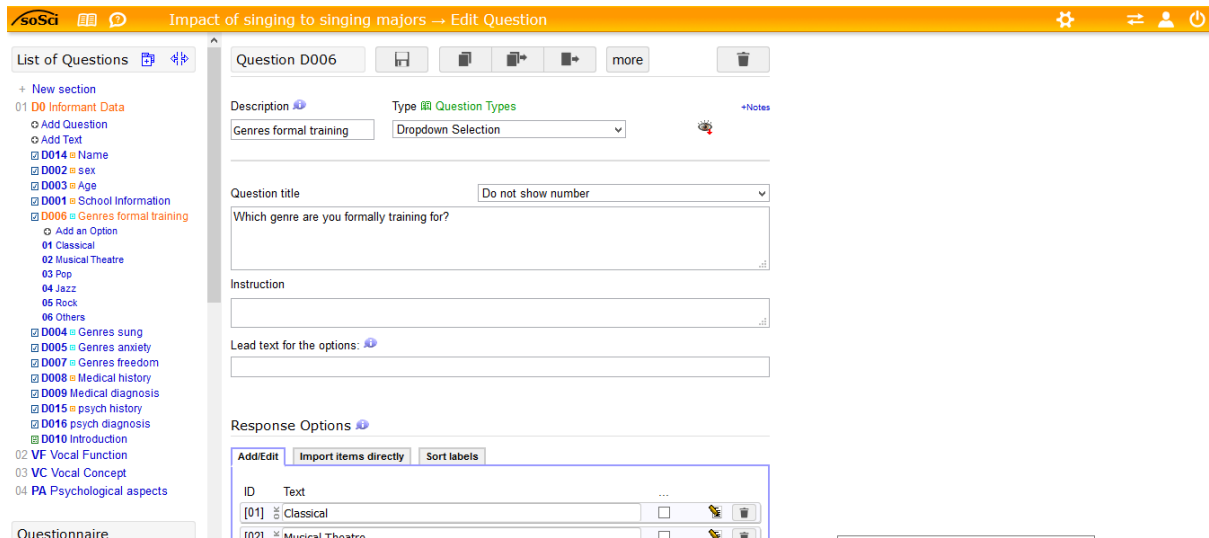 soSci Impact of singing to singing majors → Edit Question
List of Questions
+ New section
01 D0 Informant Data
Add Question
Add Text
D014 Name
D002 sex
D003 Age
D001 School Information
D006 Genres formal training
Add an Option
01 Classical
02 Musical Theatre
03 Pop
04 Jazz
05 Rock
06 Others
D004 Genres sung
D005 Genres anxiety
D007 Genres freedom
D008 Medical history
D009 Medical diagnosis
D015 psych history
D016 psych diagnosis
D010 Introduction
02 VF Vocal Function
03 VC Vocal Concept
04 PA Psychological aspects
Questionnaire
Question D006 more
Description Type Question Types +Notes
Genres formal training Dropdown Selection
Question title Do not show number
Which genre are you formally training for?
Instruction
Lead text for the options:
Response Options
Add/Edit Import items directly Sort labels
ID Text ...
[01] OK Classical
[02] Musical Theatre